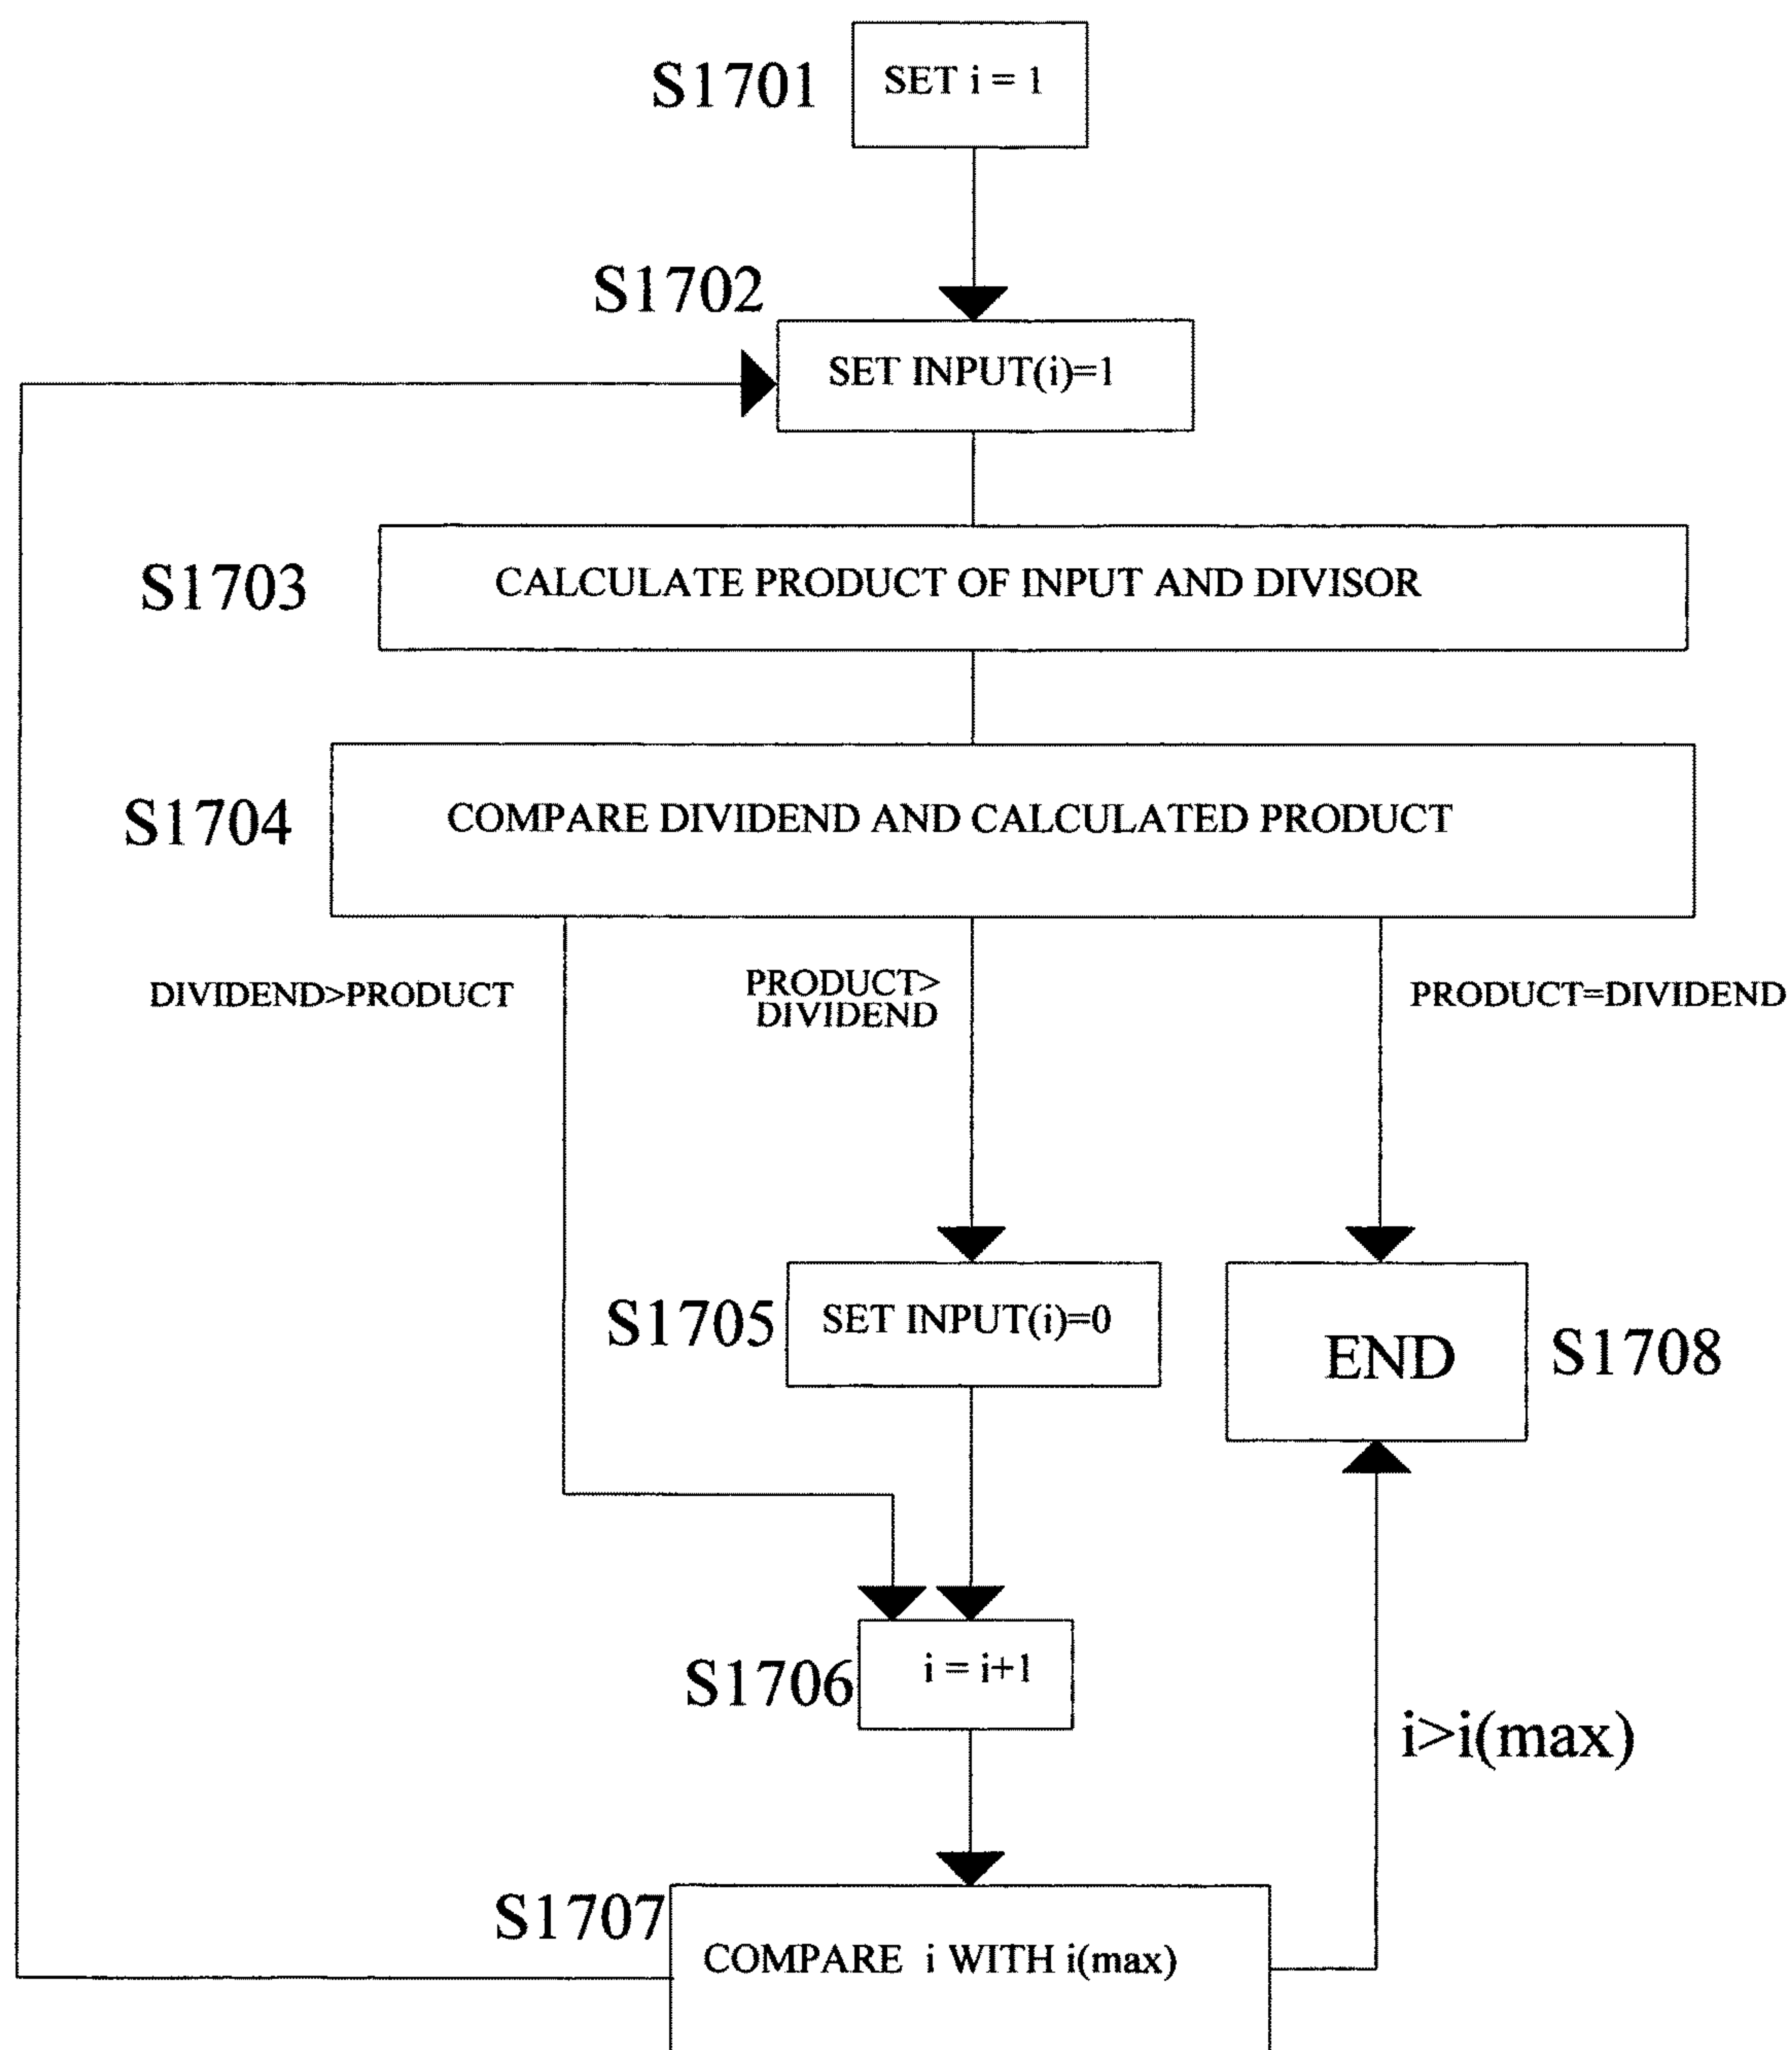 S1701
SET i = 1
S1702
SET INPUT(i)=1
S1703
CALCULATE PRODUCT OF INPUT AND DIVISOR
S1704
COMPARE DIVIDEND AND CALCULATED PRODUCT
DIVIDEND>PRODUCT
PRODUCT>
DIVIDEND
PRODUCT=DIVIDEND
S1705
SET INPUT(i)=0
END
S1708
S1706
i = i+1
i>i(max)
S1707
COMPARE i WITH i(max)